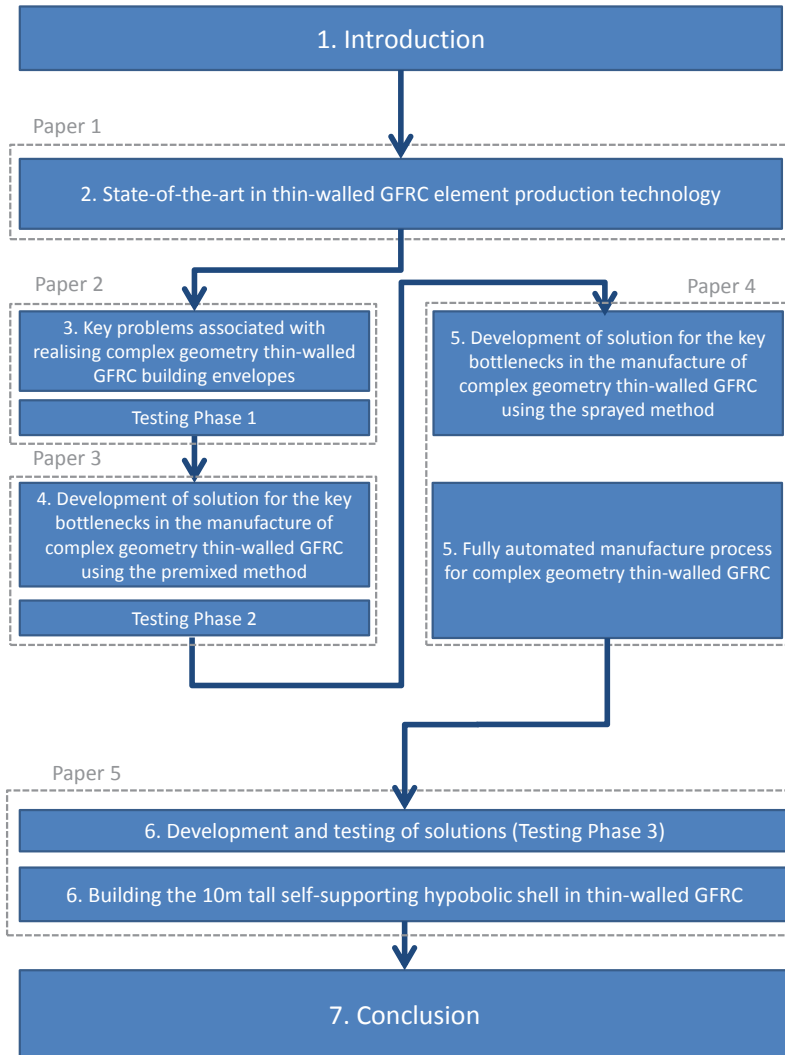 1. Introduction
Paper 1
2. State-of-the-art in thin-walled GFRC element production technology
Paper 2
3. Key problems associated with
realising complex geometry thin-walled
GFRC building envelopes
Testing Phase 1
Paper 3
4. Development of solution for the key
bottlenecks in the manufacture of
complex geometry thin-walled GFRC
using the premixed method
Testing Phase 2
Paper 4
5. Development of solution for the key
bottlenecks in the manufacture of
complex geometry thin-walled GFRC
using the sprayed method
5. Fully automated manufacture process
for complex geometry thin-walled GFRC
Paper 5
6. Development and testing of solutions (Testing Phase 3)
6. Building the 10m tall self-supporting hypobolic shell in thin-walled GFRC
7. Conclusion